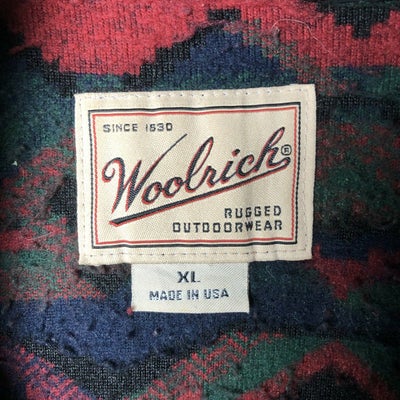 SINCE 1830
Woolrich®
RUGGED
OUTDOORWEAR
XL
MADE IN USA